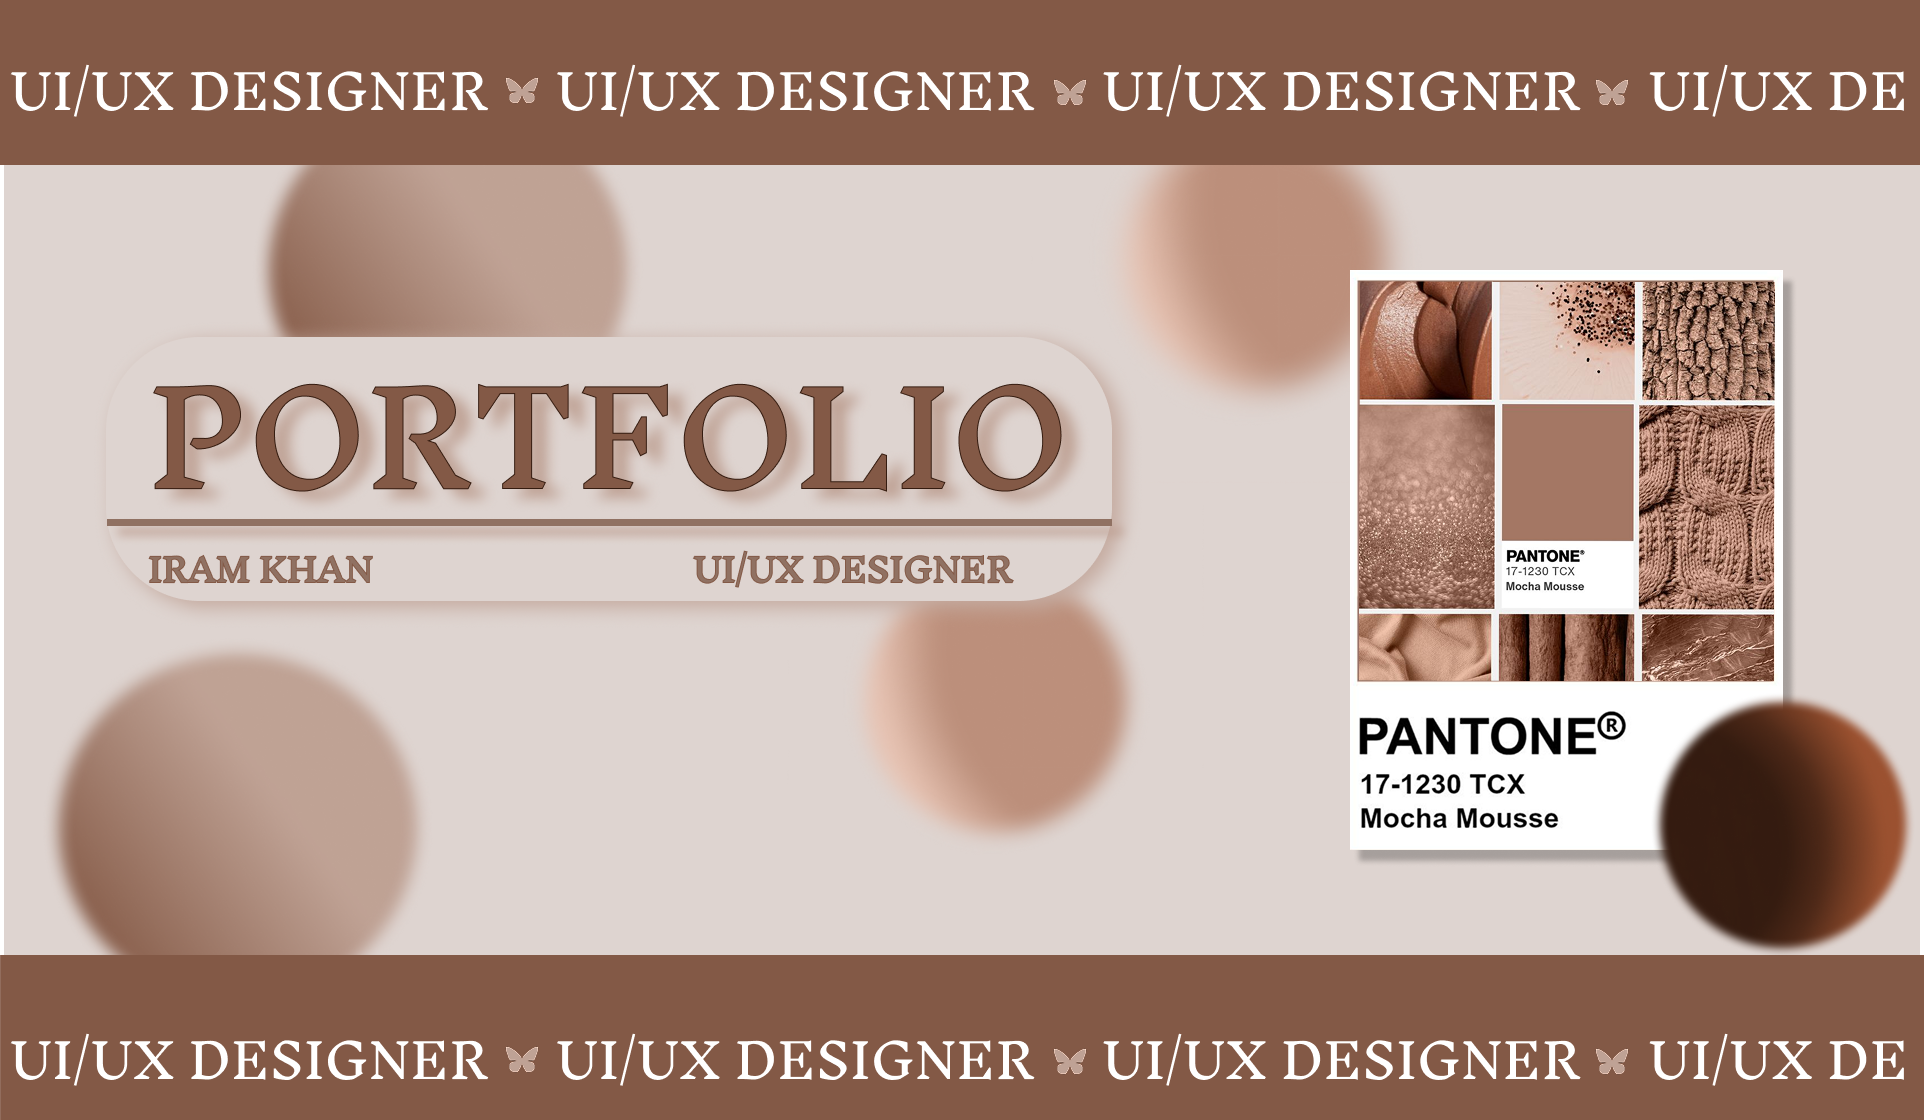 UI/UX DESIGNER UI/UX DESIGNER UI/UX DESIGNER UI/UX DE
PORTFOLIO
IRAM KHAN
UI/UX DESIGNER
PANTONE®
17-1230 TCX
Mocha Mousse
PANTONE®
17-1230 TCX
Mocha Mousse
UI/UX DESIGNER UI/UX DESIGNER UI/UX DESIGNER UI/UX DE